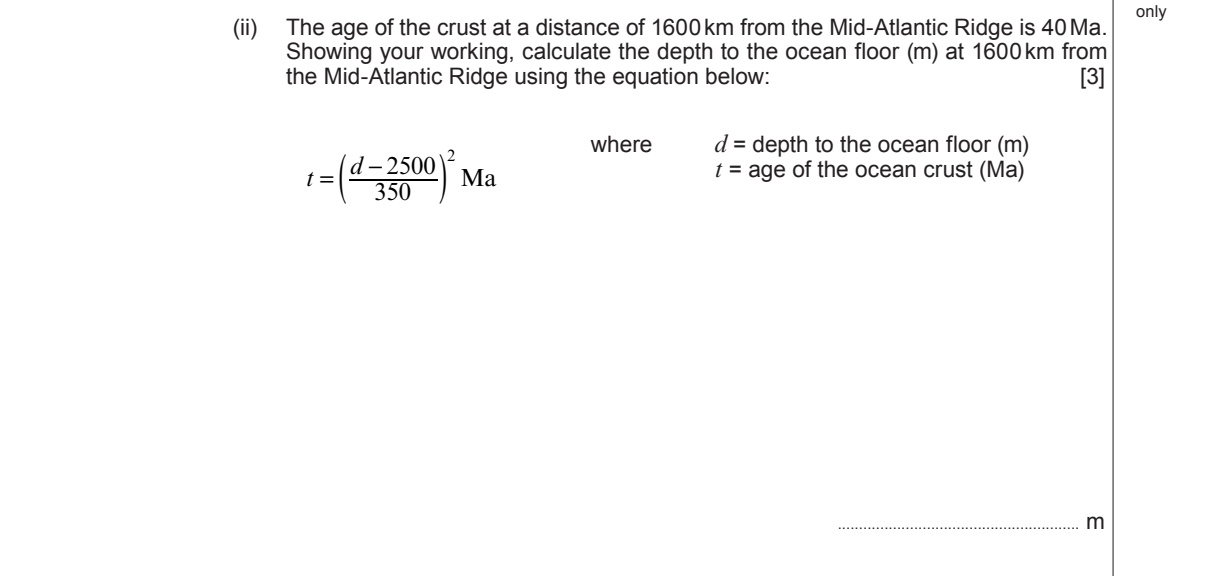 only
(ii) The age of the crust at a distance of 1600 km from the Mid-Atlantic Ridge is 40 Ma.
Showing your working, calculate the depth to the ocean floor (m) at 1600 km from
the Mid-Atlantic Ridge using the equation below: [3]
where d = depth to the ocean floor (m)
t = (d – 2500 / 350)² Ma t = age of the ocean crust (Ma)
.......................................................... m